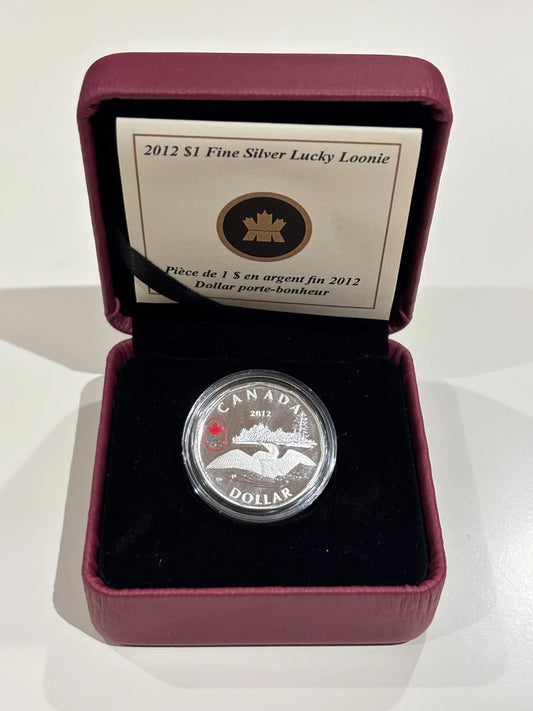 2012 $1 Fine Silver Lucky Loonie
Pièce de 1 $ en argent fin 2012
Dollar porte-bonheur
CANADA
2012
DOLLAR